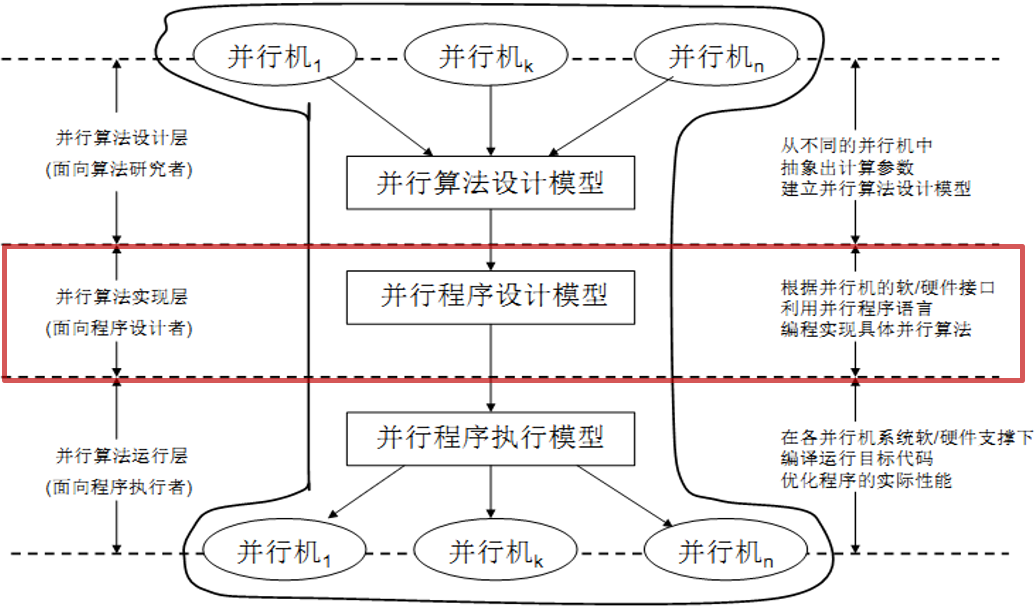 并行机1
并行机k
并行机n
并行算法设计层
(面向算法研究者)
从不同的并行机中
抽象出计算参数
建立并行算法设计模型
并行算法设计模型
并行算法实现层
(面向程序设计者)
并行程序设计模型
根据并行机的软/硬件接口
利用并行程序语言
编程实现具体并行算法
并行算法运行层
(面向程序执行者)
并行程序执行模型
在各并行机系统软/硬件支撑下
编译运行目标代码
优化程序的实际性能
并行机1
并行机k
并行机n